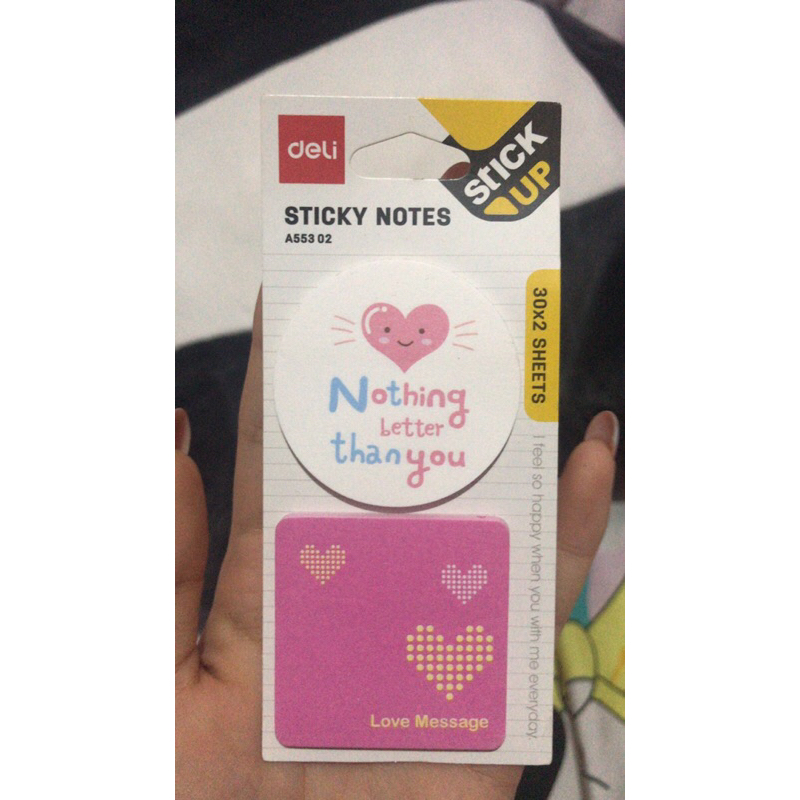 deli
STICK
UP
STICKY NOTES
A553 02
30x2 SHEETS
Nothing
better
than you
I feel so happy when you with me everyday.
Love Message